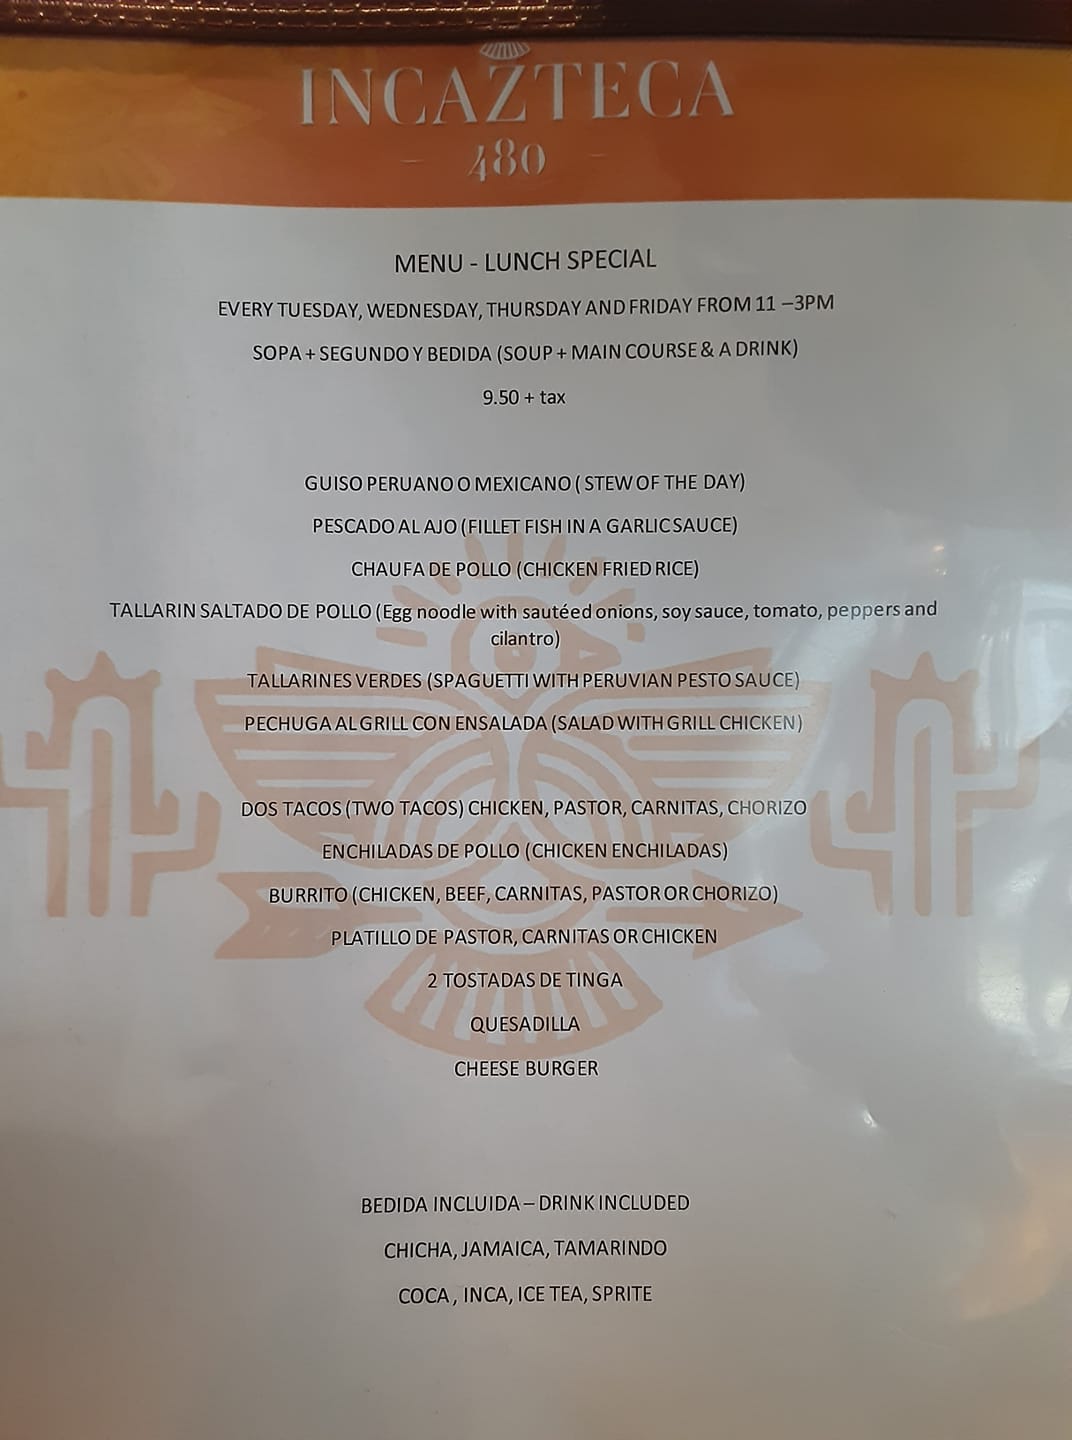 INCAZTECA
480
MENU - LUNCH SPECIAL
EVERY TUESDAY, WEDNESDAY, THURSDAY AND FRIDAY FROM 11 –3PM
SOPA + SEGUNDO Y BEDIDA (SOUP + MAIN COURSE & A DRINK)
9.50 + tax
GUISO PERUANO O MEXICANO ( STEW OF THE DAY)
PESCADO AL AJO (FILLET FISH IN A GARLIC SAUCE)
CHAUFA DE POLLO (CHICKEN FRIED RICE)
TALLARIN SALTADO DE POLLO (Egg noodle with sautéed onions, soy sauce, tomato, peppers and
cilantro)
TALLARINES VERDES (SPAGUETTI WITH PERUVIAN PESTO SAUCE)
PECHUGA AL GRILL CON ENSALADA (SALAD WITH GRILL CHICKEN)
DOS TACOS (TWO TACOS) CHICKEN, PASTOR, CARNITAS, CHORIZO
ENCHILADAS DE POLLO (CHICKEN ENCHILADAS)
BURRITO (CHICKEN, BEEF, CARNITAS, PASTOR OR CHORIZO)
PLATILLO DE PASTOR, CARNITAS OR CHICKEN
2 TOSTADAS DE TINGA
QUESADILLA
CHEESE BURGER
BEDIDA INCLUIDA – DRINK INCLUDED
CHICHA, JAMAICA, TAMARINDO
COCA , INCA, ICE TEA, SPRITE